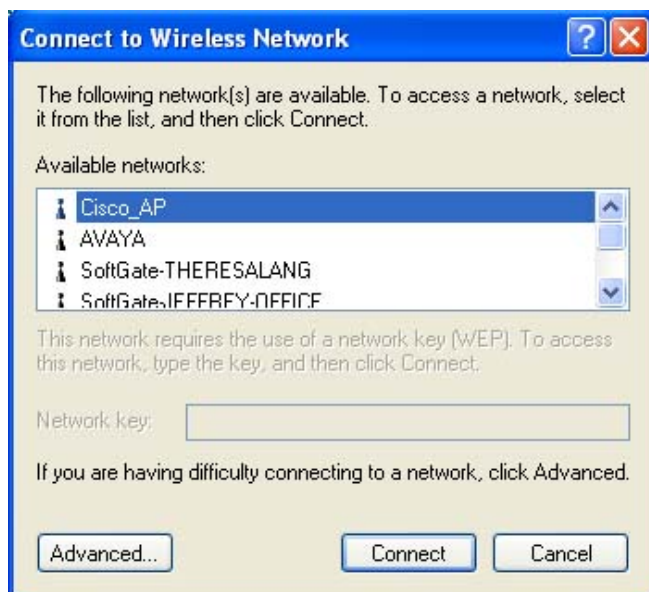 Connect to Wireless Network
The following network(s) are available. To access a network, select
it from the list, and then click Connect.
Available networks:
Cisco_AP
AVAYA
SoftGate-THERESALANG
SoftGate-JEFFREY-OFFICE
This network requires the use of a network key (WEP). To access
this network, type the key, and then click Connect.
Network key:
If you are having difficulty connecting to a network, click Advanced.
Advanced... Connect Cancel